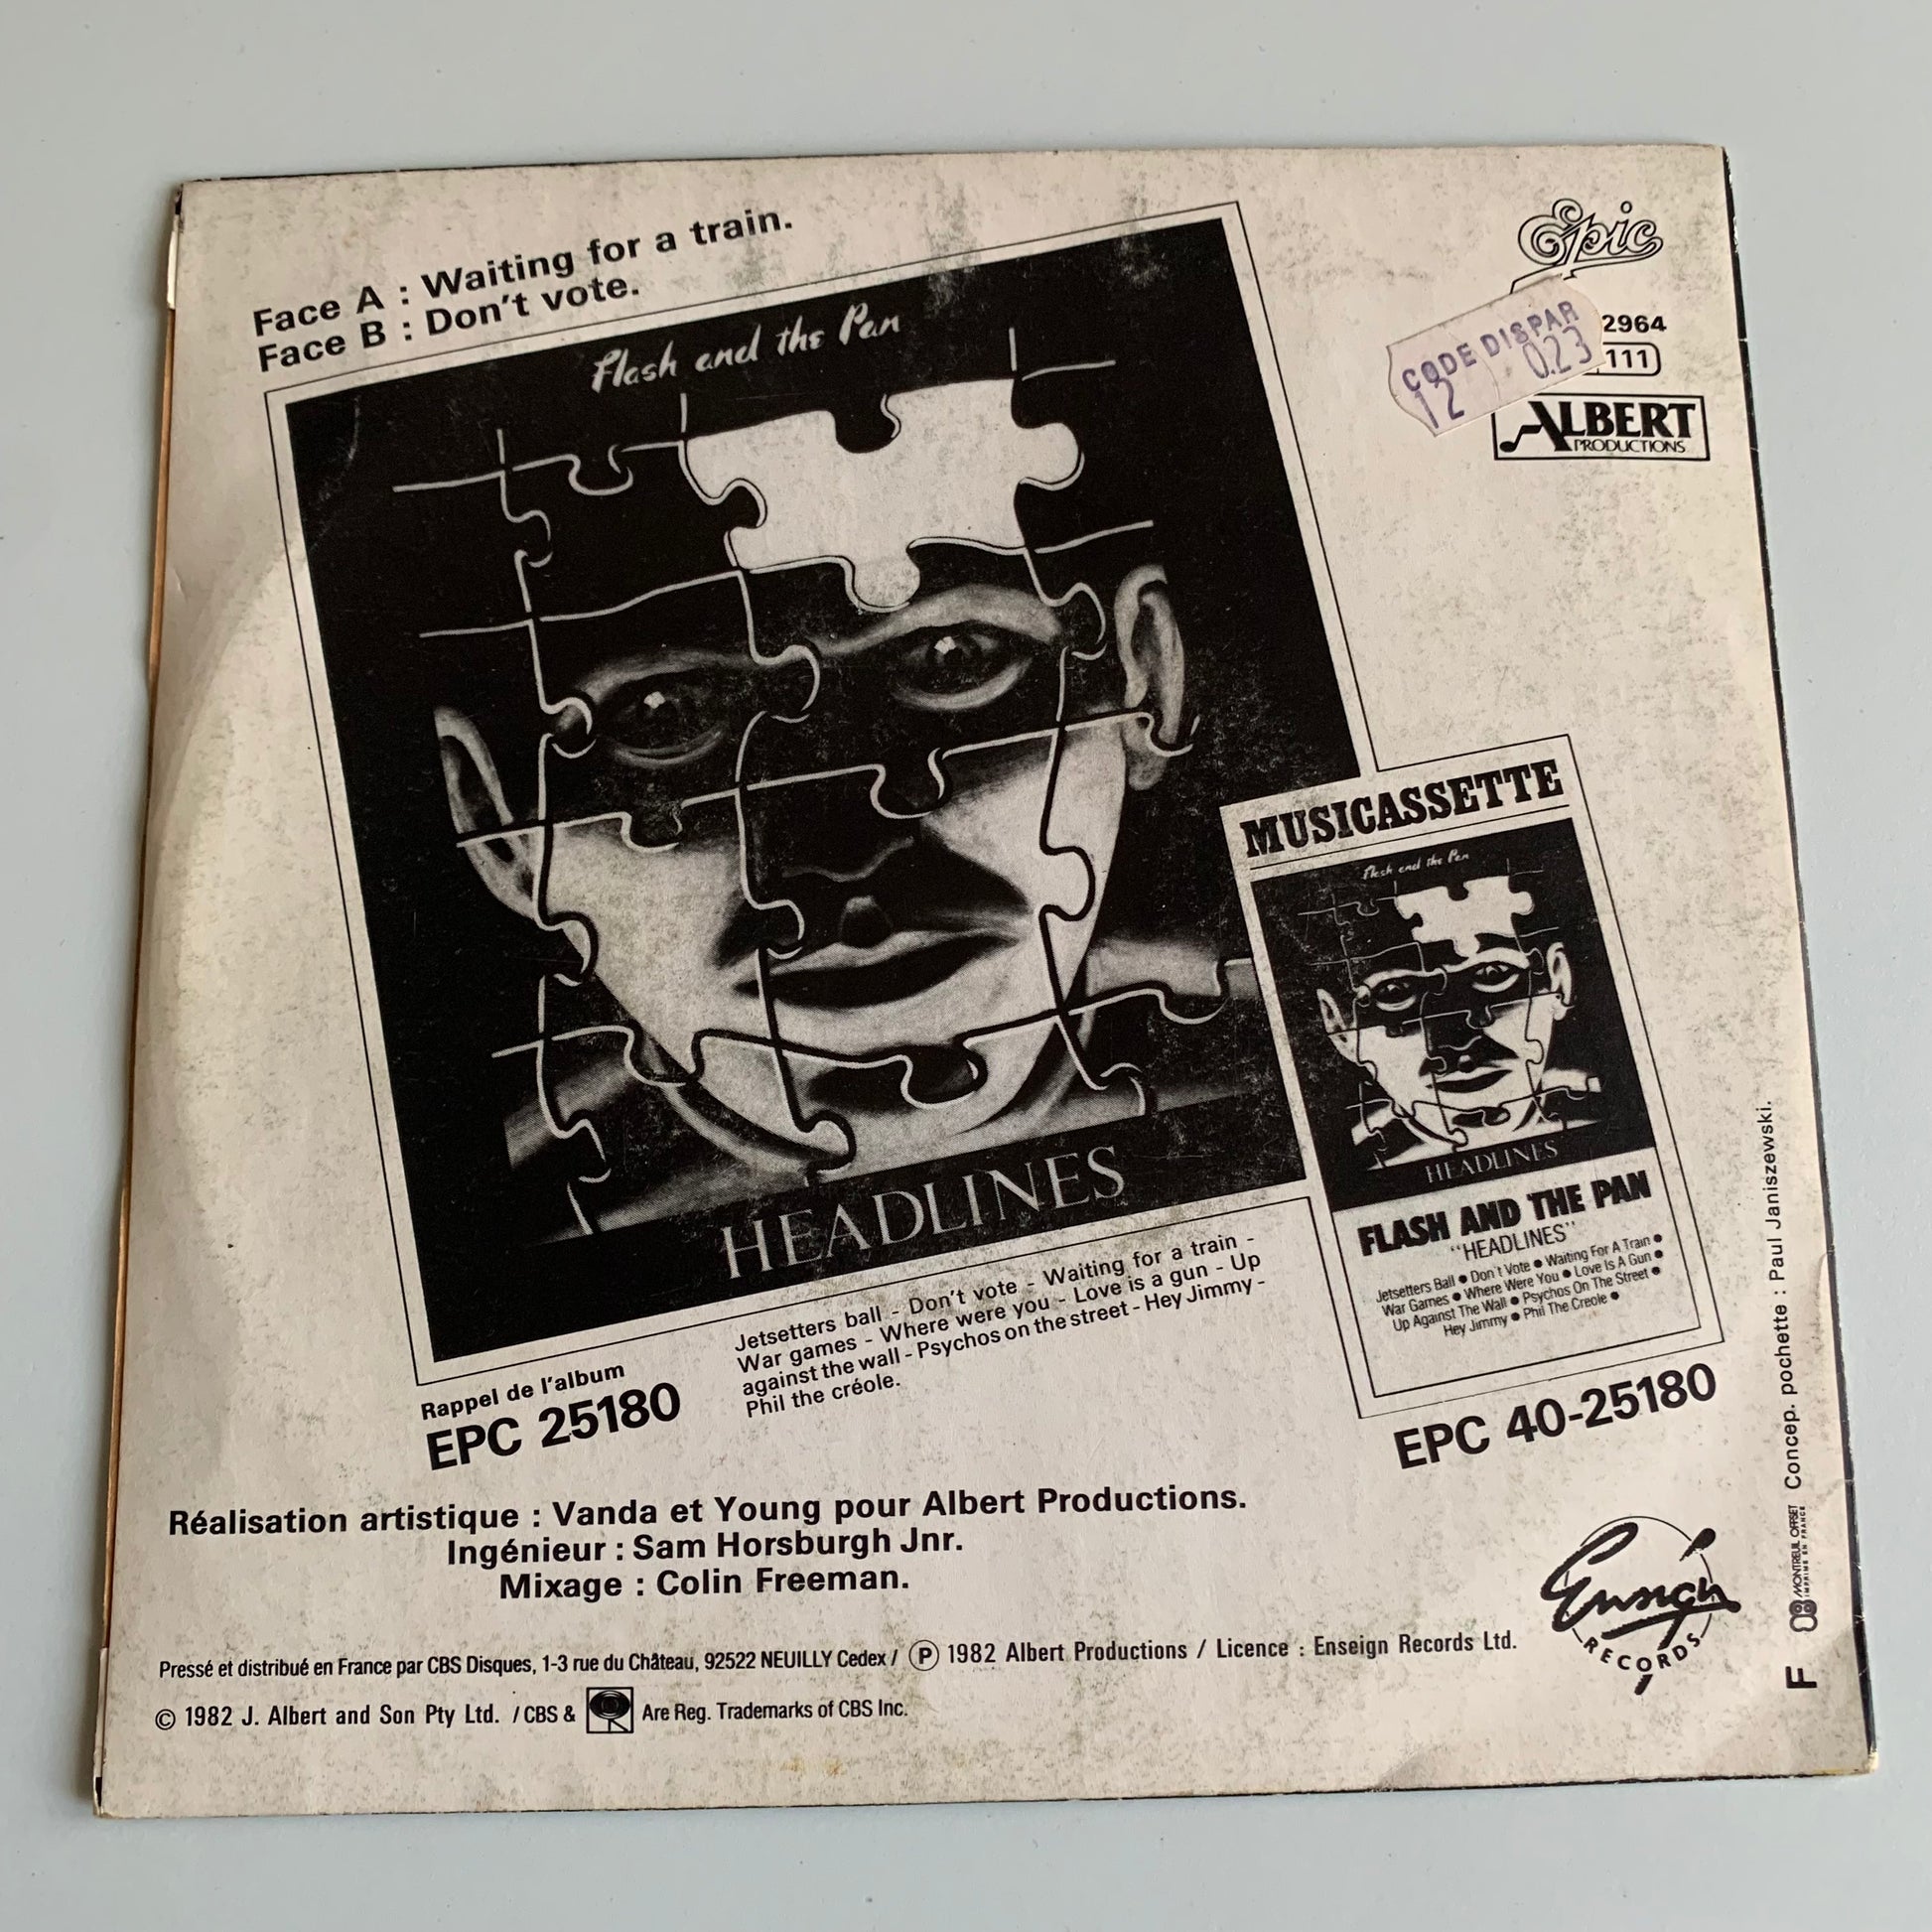 Face A : Waiting for a train.
Face B : Don't vote.
Epic
CODE DISPAR
12 023
2964
111
ALBERT
PRODUCTIONS
Flash and the Pan
HEADLINES
MUSICASSETTE
Flash and the Pan
HEADLINES
FLASH AND THE PAN
"HEADLINES"
Jetsetters Ball ● Don't Vote ● Waiting For A Train ●
War Games ● Where Were You ● Love Is A Gun ●
Up Against The Wall ● Psychos On The Street ●
Hey Jimmy ● Phil The Creole ●
EPC 40-25180
Rappel de l'album
EPC 25180
Jetsetters ball - Don't vote - Waiting for a train -
War games - Where were you - Love is a gun - Up
against the wall - Psychos on the street - Hey Jimmy -
Phil the créole.
Réalisation artistique : Vanda et Young pour Albert Productions.
Ingénieur : Sam Horsburgh Jnr.
Mixage : Colin Freeman.
Pressé et distribué en France par CBS Disques, 1-3 rue du Château, 92522 NEUILLY Cedex / Ⓟ 1982 Albert Productions / Licence : Enseign Records Ltd.
© 1982 J. Albert and Son Pty Ltd. / CBS & Are Reg. Trademarks of CBS Inc.
Ensign
RECORDS
F MONTREUIL OFFSET Concep. pochette : Paul Janiszewski.
IMPRIMÉ EN FRANCE